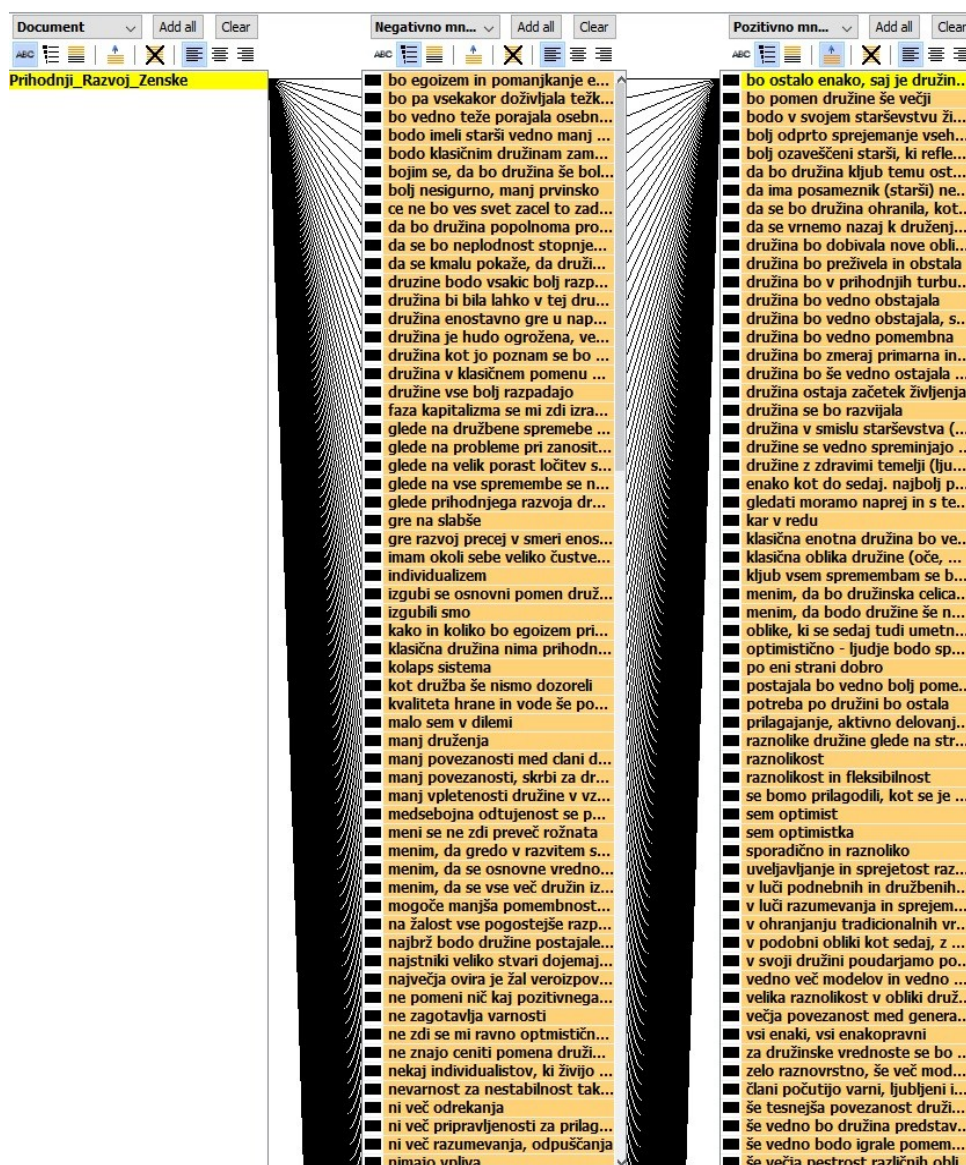 Document Add all Clear
Negativno mn... Add all Clear
Pozitivno mn... Add all Clear
ABC
ABC
ABC
Prihodnji_Razvoj_Zenske
bo egoizem in pomanjkanje e...
bo pa vsekakor doživljala težk...
bo vedno teže porajala osebn...
bodo imeli starši vedno manj ...
bodo klasičnim družinam zam...
bojim se, da bo družina še bol...
bolj nesigurno, manj prvinsko
ce ne bo ves svet zacel to zad...
da bo družina popolnoma pro...
da se bo neplodnost stopnje...
da se kmalu pokaže, da druži...
druzine bodo vsakic bolj razp...
družina bi bila lahko v tej dru...
družina enostavno gre u nap...
družina je hudo ogrožena, ve...
družina kot jo poznam se bo ...
družina v klasičnem pomenu ...
družine vse bolj razpadajo
faza kapitalizma se mi zdi izra...
glede na družbene spremebe ...
glede na probleme pri zanosit...
glede na velik porast ločitev s...
glede na vse spremembe se n...
glede prihodnjega razvoja dr...
gre na slabše
gre razvoj precej v smeri enos...
imam okoli sebe veliko čustve...
individualizem
izgubi se osnovni pomen druž...
izgubili smo
kako in koliko bo egoizem pri...
klasična družina nima prihodn...
kolaps sistema
kot družba še nismo dozoreli
kvaliteta hrane in vode še po...
malo sem v dilemi
manj druženja
manj povezanosti med clani d...
manj povezanosti, skrbi za dr...
manj vpletenosti družine v vz...
medsebojna odtujenost se p...
meni se ne zdi preveč rožnata
menim, da gredo v razvitem s...
menim, da se osnovne vredno...
menim, da se vse več družin iz...
mogoče manjša pomembnost...
na žalost vse pogostejše razp...
najbrž bodo družine postajale...
najstniki veliko stvari dojemaj...
največja ovira je žal veroizpov...
ne pomeni nič kaj pozitivnega...
ne zagotavlja varnosti
ne zdi se mi ravno optmističn...
ne znajo ceniti pomena druži...
nekaj individualistov, ki živijo ...
nevarnost za nestabilnost tak...
ni več odrekanja
ni več pripravljenosti za prilag...
ni več razumevanja, odpuščanja
nimajo vpliva
bo ostalo enako, saj je družin...
bo pomen družine še večji
bodo v svojem starševstvu ži...
bolj odprto sprejemanje vseh...
bolj ozaveščeni starši, ki refle...
da bo družina kljub temu ost...
da ima posameznik (starši) ne...
da se bo družina ohranila, kot...
da se vrnemo nazaj k druženj...
družina bo dobivala nove obli...
družina bo preživela in obstala
družina bo v prihodnjih turbu...
družina bo vedno obstajala
družina bo vedno obstajala, s...
družina bo vedno pomembna
družina bo zmeraj primarna in...
družina bo še vedno ostajala ...
družina ostaja začetek življenja
družina se bo razvijala
družina v smislu starševstva (...
družine se vedno spreminjajo ...
družine z zdravimi temelji (lju...
enako kot do sedaj. najbolj p...
gledati moramo naprej in s te...
kar v redu
klasična enotna družina bo ve...
klasična oblika družine (oče, ...
kljub vsem spremembam se b...
menim, da bo družinska celica...
menim, da bodo družine še n...
oblike, ki se sedaj tudi umetn...
optimistično - ljudje bodo sp...
po eni strani dobro
postajala bo vedno bolj pome...
potreba po družini bo ostala
prilagajanje, aktivno delovanj...
raznolike družine glede na str...
raznolikost
raznolikost in fleksibilnost
se bomo prilagodili, kot se je ...
sem optimist
sem optimistka
sporadično in raznoliko
uveljavljanje in sprejetost raz...
v luči podnebnih in družbenih...
v luči razumevanja in sprejem...
v ohranjanju tradicionalnih vr...
v podobni obliki kot sedaj, z ...
v svoji družini poudarjamo po...
vedno več modelov in vedno ...
velika raznolikost v obliki druž...
večja povezanost med genera...
vsi enaki, vsi enakopravni
za družinske vrednoste se bo ...
zelo raznovrstno, še več mod...
člani počutijo varni, ljubljeni i...
še tesnejša povezanost druži...
še vedno bo družina predstav...
še vedno bodo igrale pomem...
še večja pestrost različnih obli...